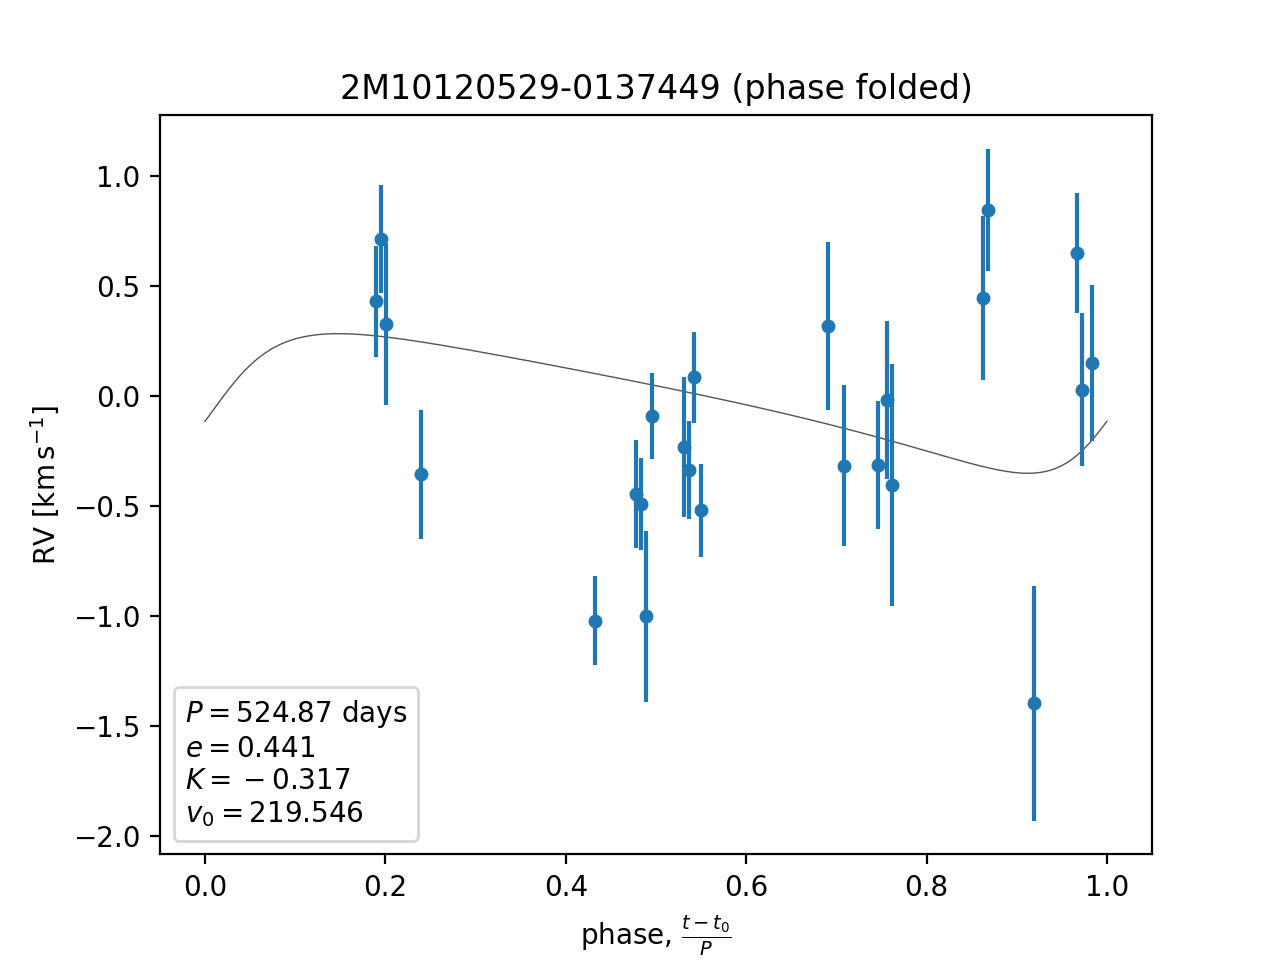 2M10120529-0137449 (phase folded)
RV [km s⁻¹]
1.0
0.5
0.0
−0.5
−1.0
−1.5
−2.0
P = 524.87 days
e = 0.441
K = −0.317
v₀ = 219.546
0.0 0.2 0.4 0.6 0.8 1.0
phase, (t − t₀)/P